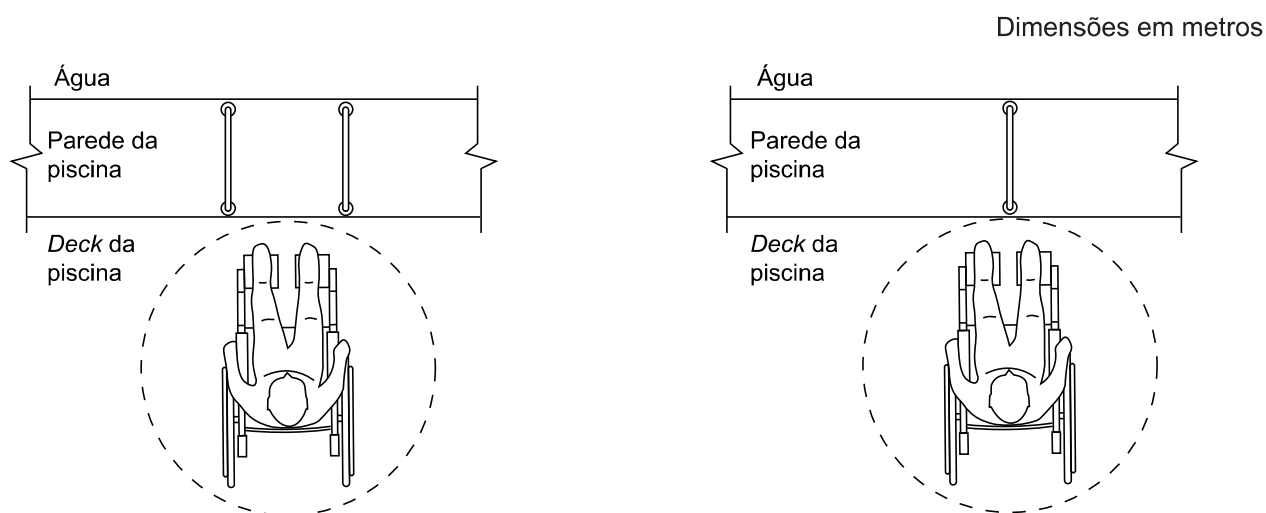 Dimensões em metros
Água
Parede da
piscina
Deck da
piscina
Água
Parede da
piscina
Deck da
piscina